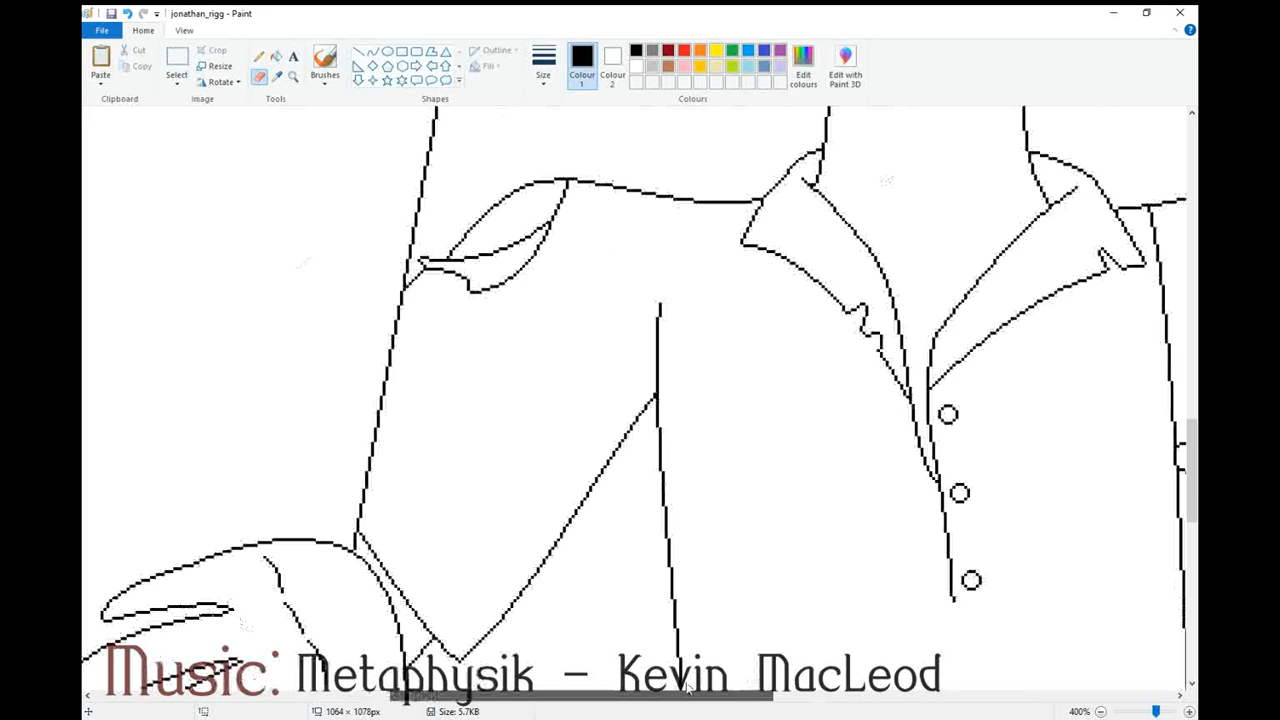 jonathan_rigg - Paint
File Home View
Paste
Cut
Copy
Clipboard
Select
Crop
Resize
Rotate
Image
A
Tools
Brushes
Outline
Fill
Shapes
Size
Colour 1
Colour 2
Edit colours
Edit with Paint 3D
Colours
Music: Metaphysik - Kevin MacLeod
1064 × 1078px
Size: 5.7KB
400%